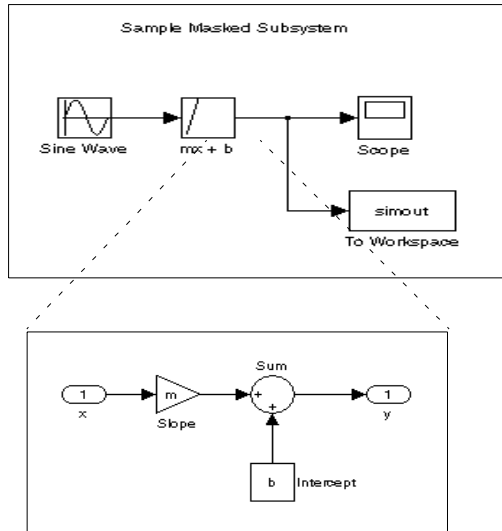 Sample Masked Subsystem
Sine Wave
mx + b
Scope
simout
To Workspace
Sum
1
x
m
Slope
+
+
1
y
b
Intercept